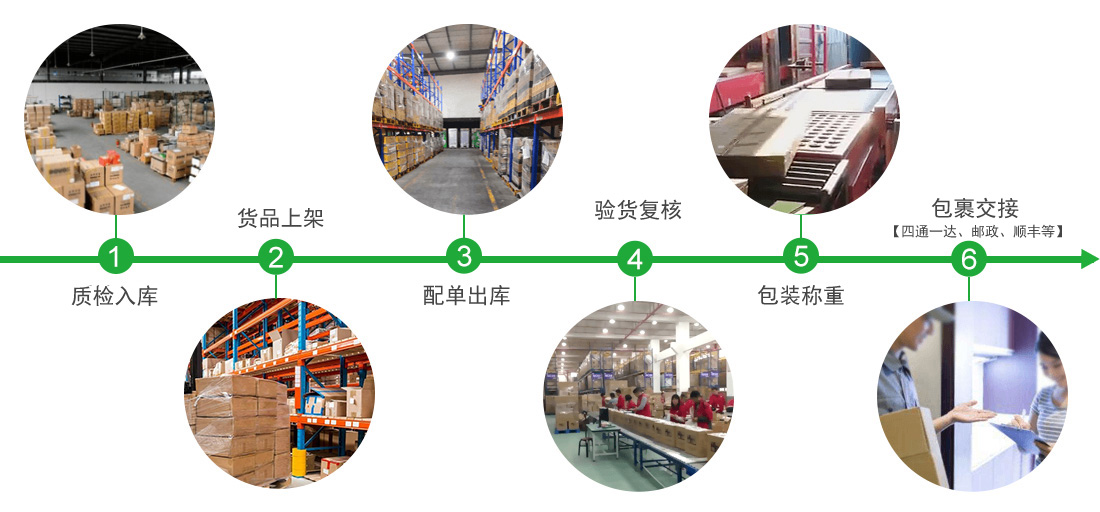 1
质检入库
货品上架
2
3
配单出库
验货复核
4
5
包装称重
包裹交接
【四通一达、邮政、顺丰等】
6